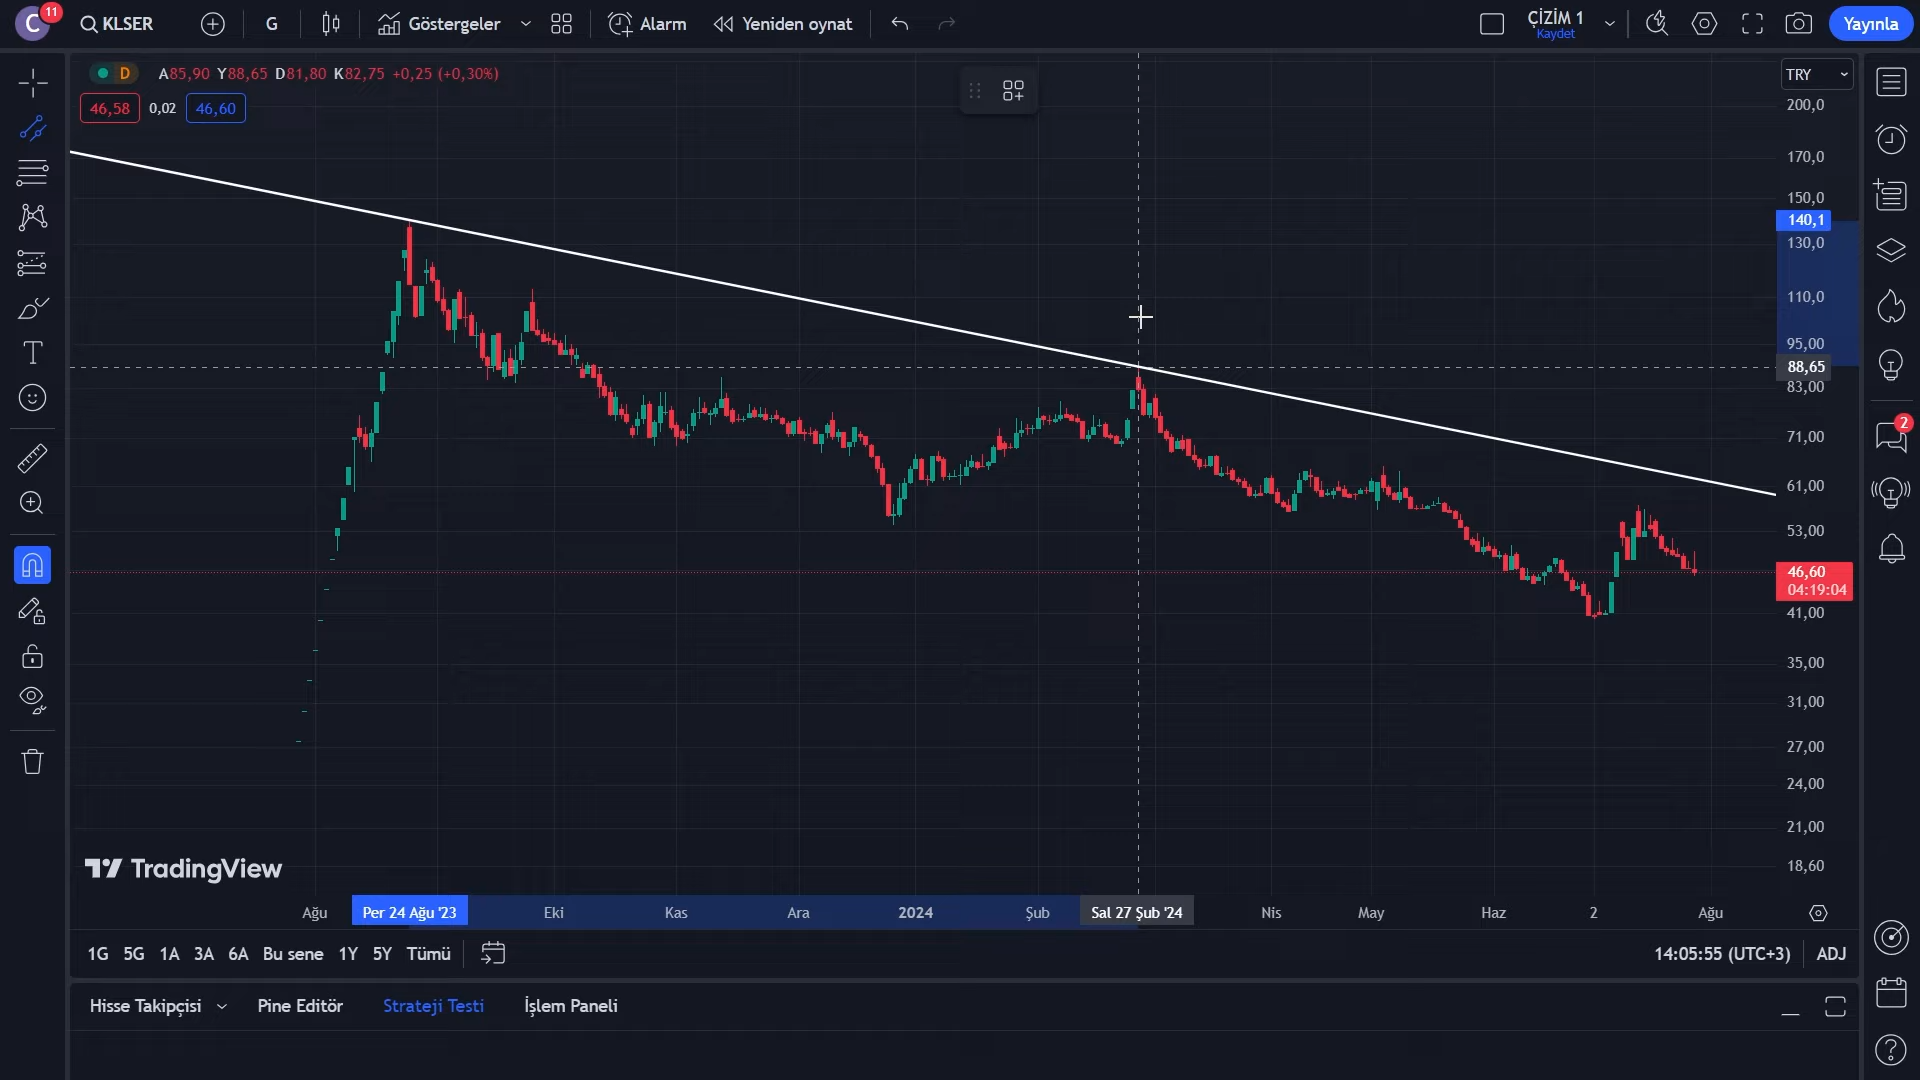 C 11 KLSER G Göstergeler Alarm Yeniden oynat ÇİZİM 1 Kaydet Yayınla
D A85,90 Y88,65 D81,80 K82,75 +0,25 (+0,30%)
46,58 0,02 46,60
TRY
200,0
170,0
150,0
140,1
130,0
110,0
95,00
88,65
83,00
71,00
61,00
53,00
46,60
04:19:04
41,00
35,00
31,00
27,00
24,00
21,00
18,60
2
TradingView
Ağu Per 24 Ağu '23 Eki Kas Ara 2024 Şub Sal 27 Şub '24 Nis May Haz 2 Ağu
1G 5G 1A 3A 6A Bu sene 1Y 5Y Tümü 14:05:55 (UTC+3) ADJ
Hisse Takipçisi Pine Editör Strateji Testi İşlem Paneli